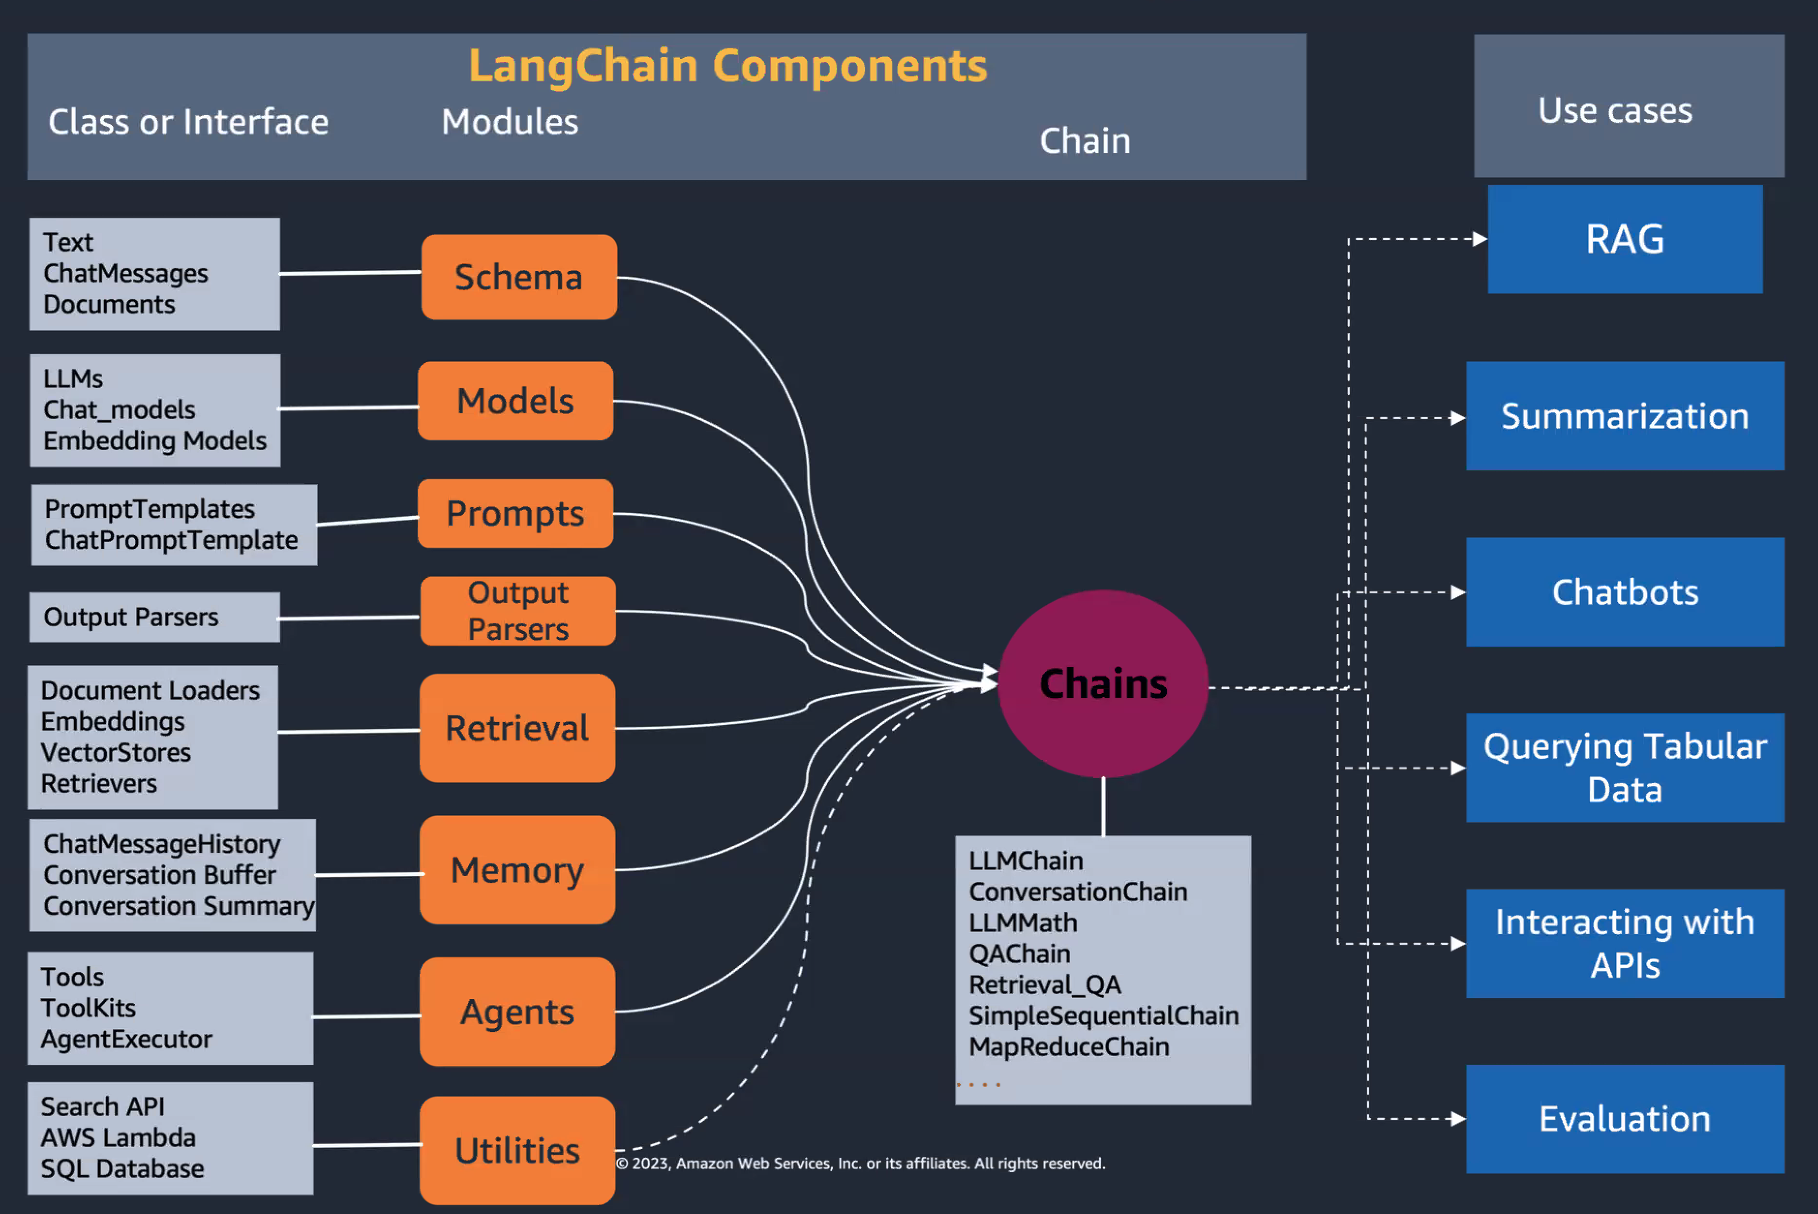 LangChain Components
Class or Interface
Modules
Chain
Use cases
Text
ChatMessages
Documents
Schema
LLMs
Chat_models
Embedding Models
Models
PromptTemplates
ChatPromptTemplate
Prompts
Output Parsers
Output
Parsers
Document Loaders
Embeddings
VectorStores
Retrievers
Retrieval
ChatMessageHistory
Conversation Buffer
Conversation Summary
Memory
Tools
ToolKits
AgentExecutor
Agents
Search API
AWS Lambda
SQL Database
Utilities
Chains
LLMChain
ConversationChain
LLMMath
QAChain
Retrieval_QA
SimpleSequentialChain
MapReduceChain
....
RAG
Summarization
Chatbots
Querying Tabular
Data
Interacting with
APIs
Evaluation
© 2023, Amazon Web Services, Inc. or its affiliates. All rights reserved.